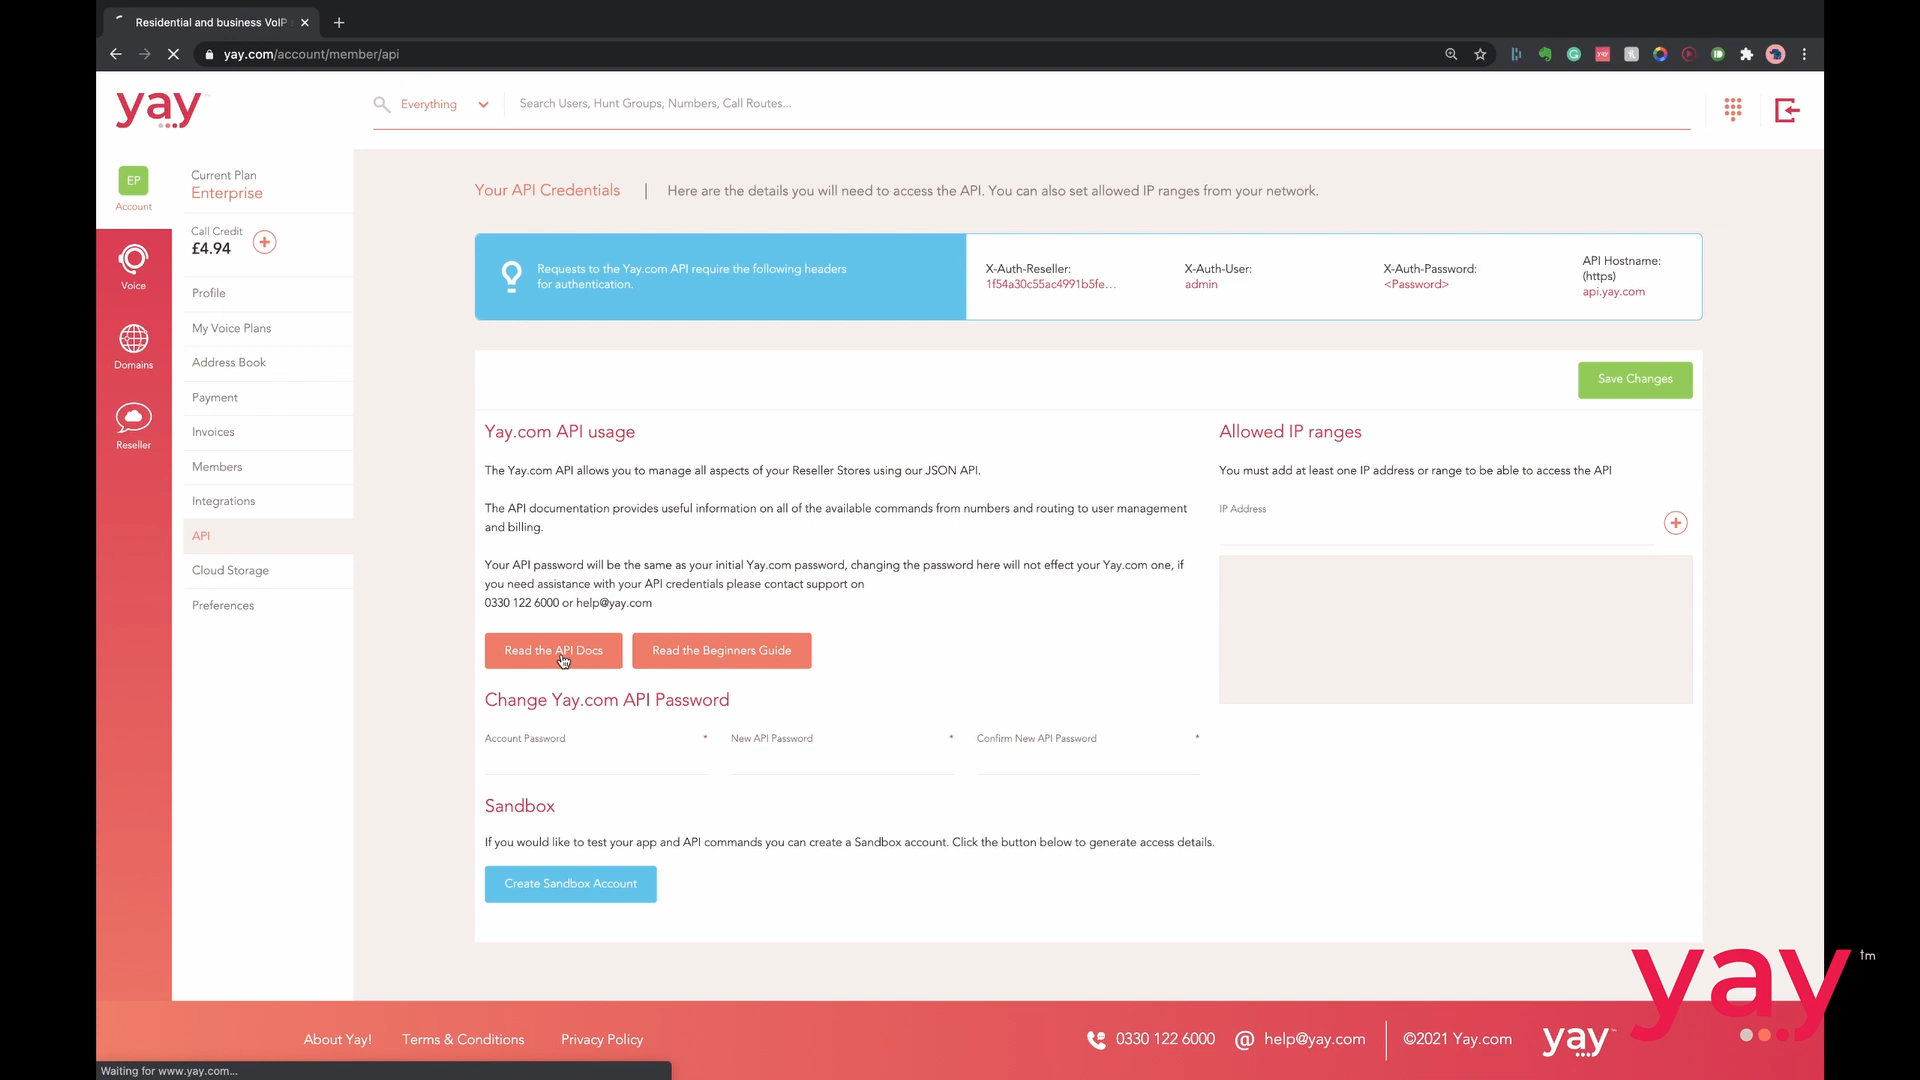 Residential and business VoIP
yay.com/account/member/api
yay
Everything
Search Users, Hunt Groups, Numbers, Call Routes...
EP
Account
Current Plan
Enterprise
Call Credit
£4.94
Voice
Domains
Reseller
Profile
My Voice Plans
Address Book
Payment
Invoices
Members
Integrations
API
Cloud Storage
Preferences
Your API Credentials | Here are the details you will need to access the API. You can also set allowed IP ranges from your network.
Requests to the Yay.com API require the following headers
for authentication.
X-Auth-Reseller:
1f54a30c55ac4991b5fe...
X-Auth-User:
admin
X-Auth-Password:
<Password>
API Hostname:
(https)
api.yay.com
Save Changes
Yay.com API usage
The Yay.com API allows you to manage all aspects of your Reseller Stores using our JSON API.
The API documentation provides useful information on all of the available commands from numbers and routing to user management
and billing.
Your API password will be the same as your initial Yay.com password, changing the password here will not effect your Yay.com one, if
you need assistance with your API credentials please contact support on
0330 122 6000 or help@yay.com
Read the API Docs
Read the Beginners Guide
Allowed IP ranges
You must add at least one IP address or range to be able to access the API
IP Address
Change Yay.com API Password
Account Password *
New API Password *
Confirm New API Password *
Sandbox
If you would like to test your app and API commands you can create a Sandbox account. Click the button below to generate access details.
Create Sandbox Account
About Yay!
Terms & Conditions
Privacy Policy
0330 122 6000
help@yay.com
©2021 Yay.com
yay
yay tm
Waiting for www.yay.com...